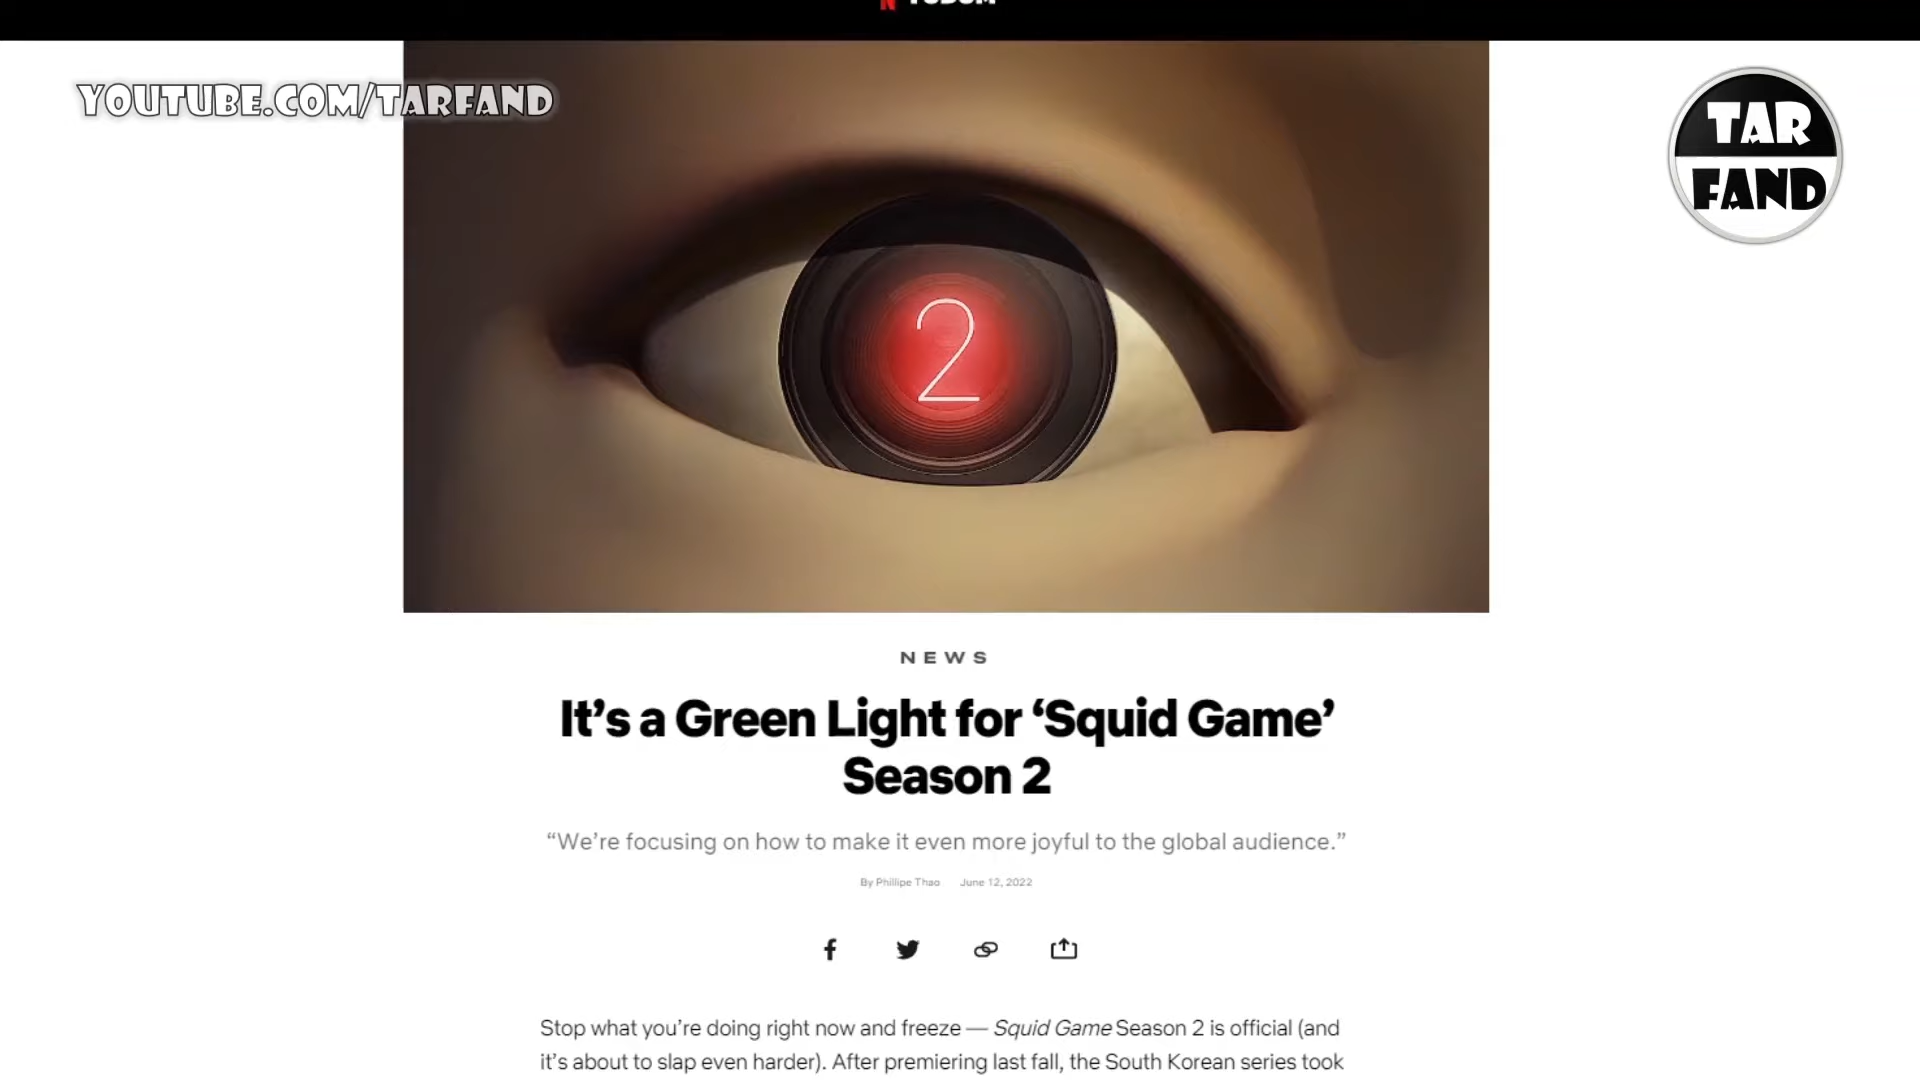 TUDUM
YOUTUBE.COM/TARFAND
TAR
FAND
2
NEWS
It’s a Green Light for ‘Squid Game’
Season 2
“We’re focusing on how to make it even more joyful to the global audience.”
By Phillipe Thao June 12, 2022
Stop what you’re doing right now and freeze — Squid Game Season 2 is official (and
it’s about to slap even harder). After premiering last fall, the South Korean series took